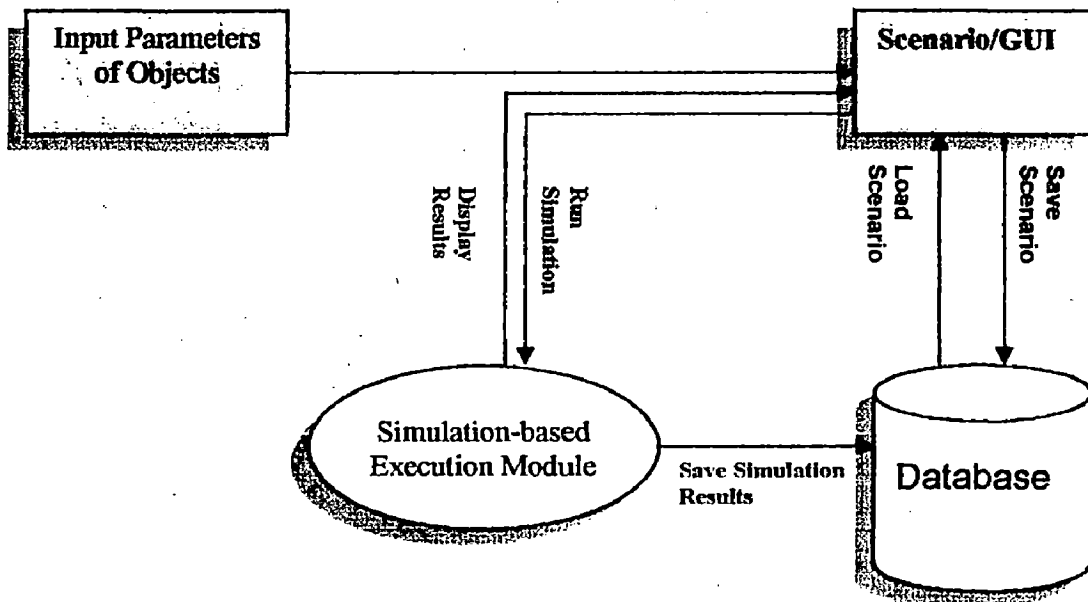 Input Parameters
of Objects
Scenario/GUI
Display
Results
Run
Simulation
Load
Scenario
Save
Scenario
Simulation-based
Execution Module
Save Simulation
Results
Database